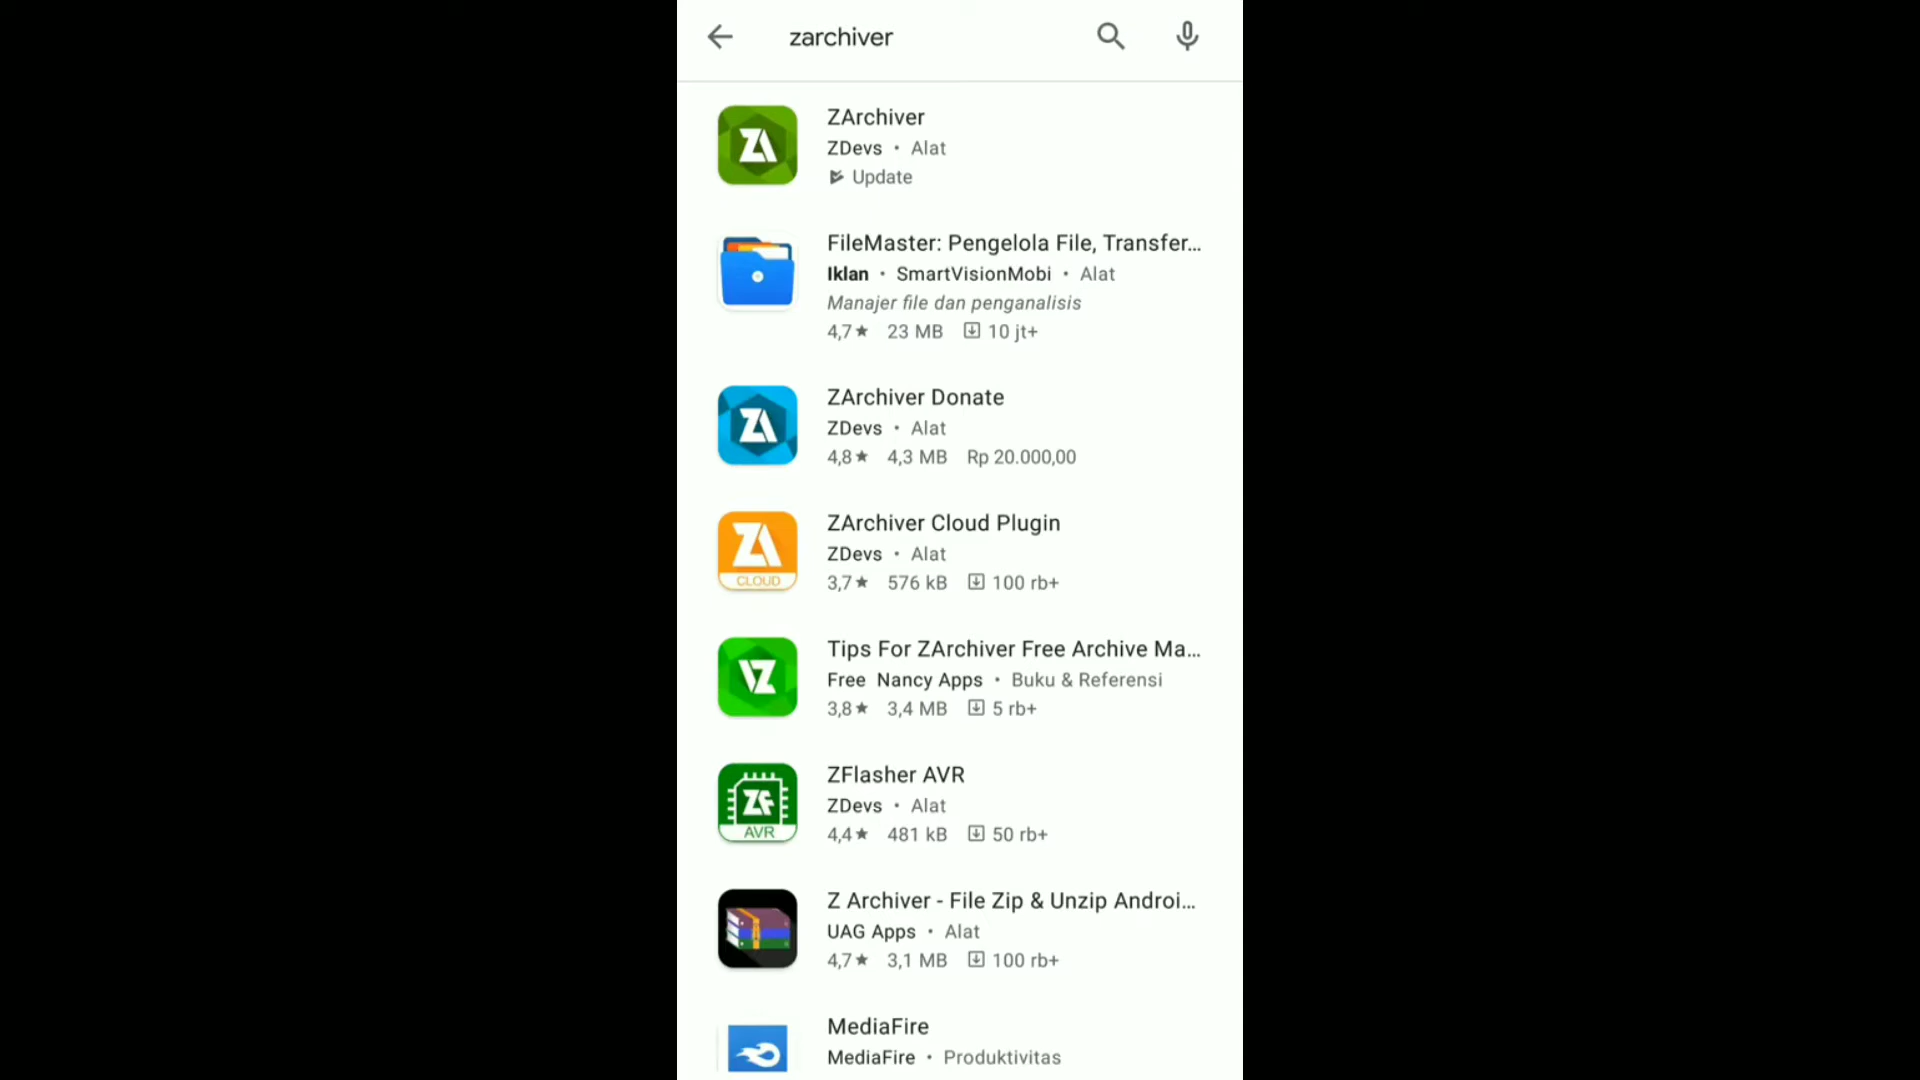 zarchiver
ZArchiver
ZDevs • Alat
Update
FileMaster: Pengelola File, Transfer...
Iklan • SmartVisionMobi • Alat
Manajer file dan penganalisis
4,7★ 23 MB 10 jt+
ZArchiver Donate
ZDevs • Alat
4,8★ 4,3 MB Rp 20.000,00
ZArchiver Cloud Plugin
ZDevs • Alat
CLOUD
3,7★ 576 kB 100 rb+
Tips For ZArchiver Free Archive Ma...
Free Nancy Apps • Buku & Referensi
3,8★ 3,4 MB 5 rb+
ZFlasher AVR
ZDevs • Alat
ZF
AVR
4,4★ 481 kB 50 rb+
Z Archiver - File Zip & Unzip Androi...
UAG Apps • Alat
4,7★ 3,1 MB 100 rb+
MediaFire
MediaFire • Produktivitas